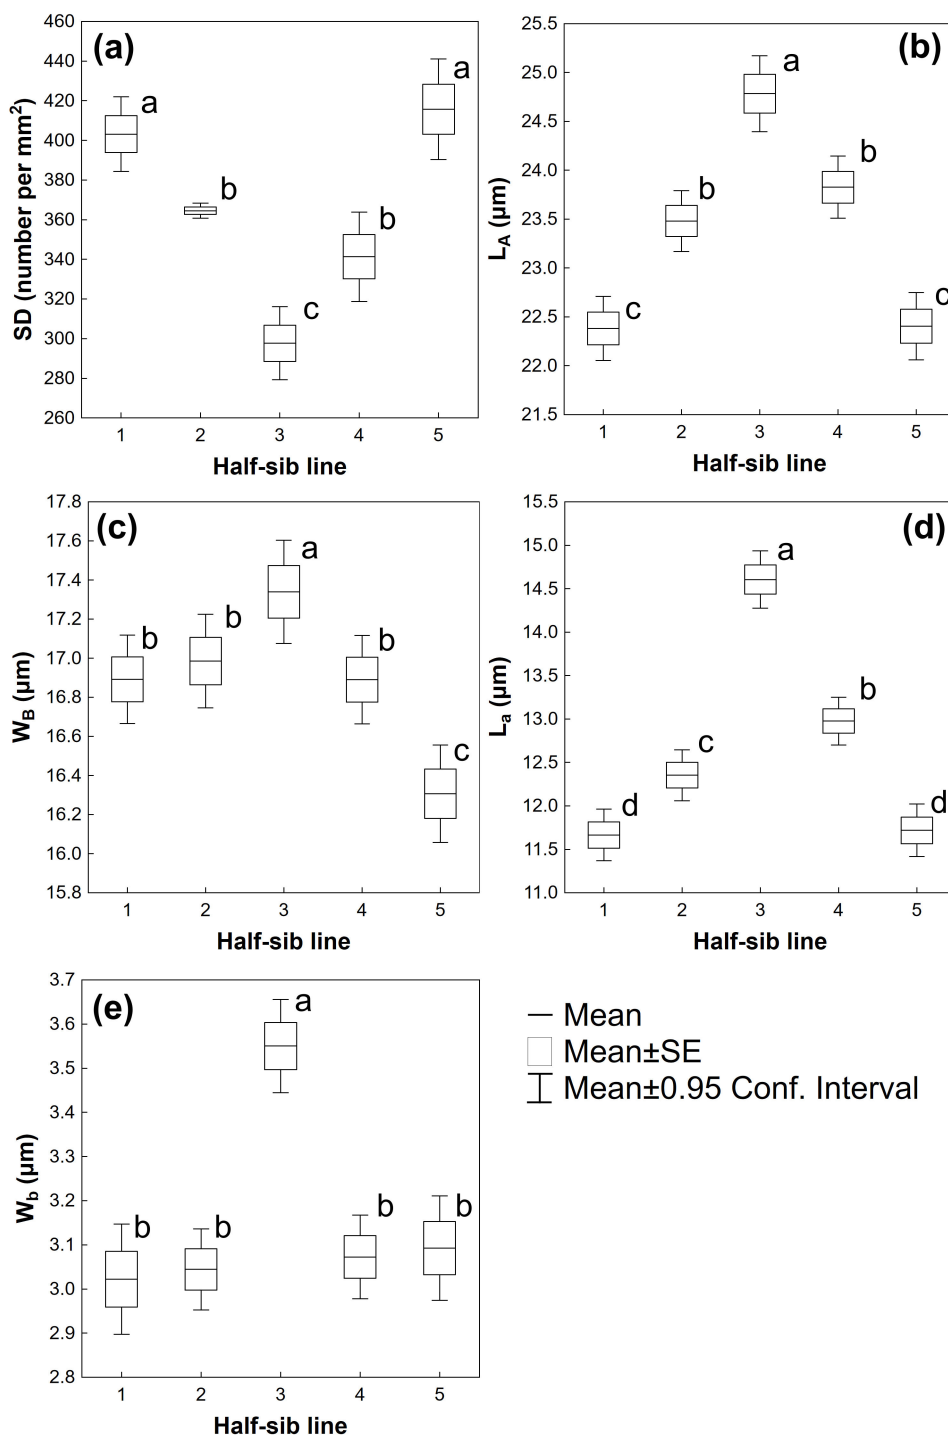 (a)
460
440
420
400
380
360
340
320
300
280
260
SD (number per mm²)
a
b
c
b
a
1 2 3 4 5
Half-sib line
(b)
25.5
25.0
24.5
24.0
23.5
23.0
22.5
22.0
21.5
L_A (µm)
c
b
a
b
c
1 2 3 4 5
Half-sib line
(c)
17.8
17.6
17.4
17.2
17.0
16.8
16.6
16.4
16.2
16.0
15.8
W_B (µm)
b
b
a
b
c
1 2 3 4 5
Half-sib line
(d)
15.5
15.0
14.5
14.0
13.5
13.0
12.5
12.0
11.5
11.0
L_a (µm)
d
c
a
b
d
1 2 3 4 5
Half-sib line
(e)
3.7
3.6
3.5
3.4
3.3
3.2
3.1
3.0
2.9
2.8
W_b (µm)
b
b
a
b
b
1 2 3 4 5
Half-sib line
Mean
Mean±SE
Mean±0.95 Conf. Interval